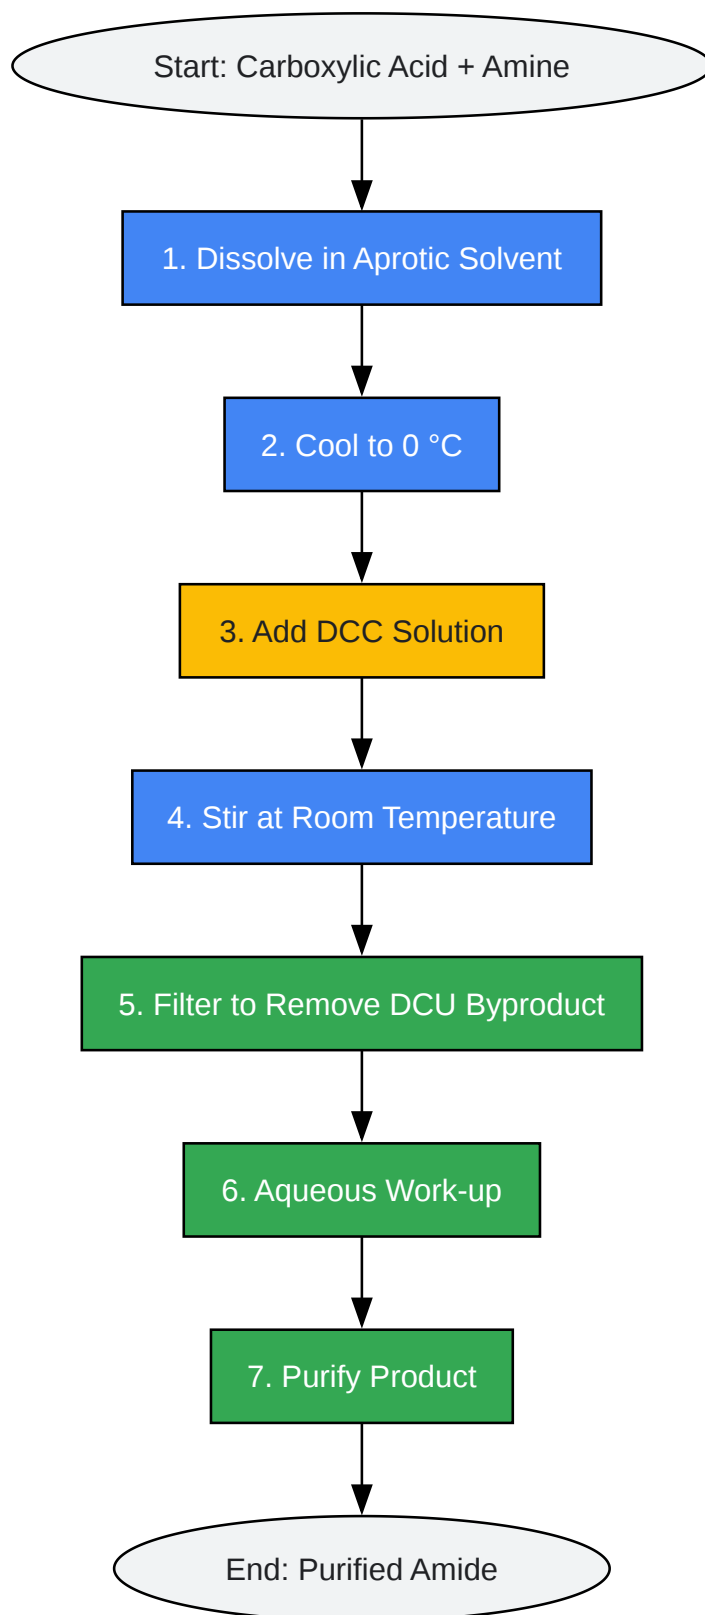 Start: Carboxylic Acid + Amine
1. Dissolve in Aprotic Solvent
2. Cool to 0 °C
3. Add DCC Solution
4. Stir at Room Temperature
5. Filter to Remove DCU Byproduct
6. Aqueous Work-up
7. Purify Product
End: Purified Amide